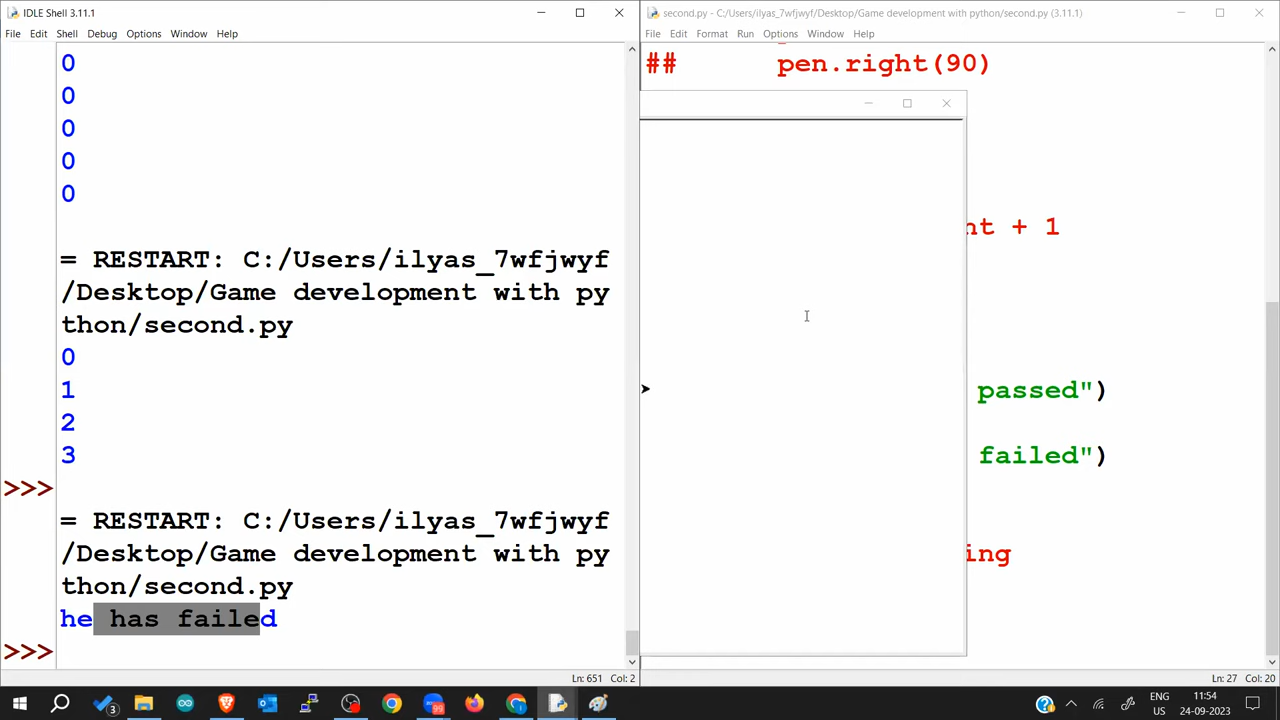 IDLE Shell 3.11.1
File Edit Shell Debug Options Window Help
0
0
0
0
0
= RESTART: C:/Users/ilyas_7wfjwyf
/Desktop/Game development with py
thon/second.py
0
1
2
3
>>>
= RESTART: C:/Users/ilyas_7wfjwyf
/Desktop/Game development with py
thon/second.py
he has failed
>>>
Ln: 651 Col: 2
second.py - C:/Users/ilyas_7wfjwyf/Desktop/Game development with python/second.py (3.11.1)
File Edit Format Run Options Window Help
## pen.right(90)
nt + 1
passed")
failed")
ing
Ln: 27 Col: 20
3
99
ENG
US
11:54
24-09-2023